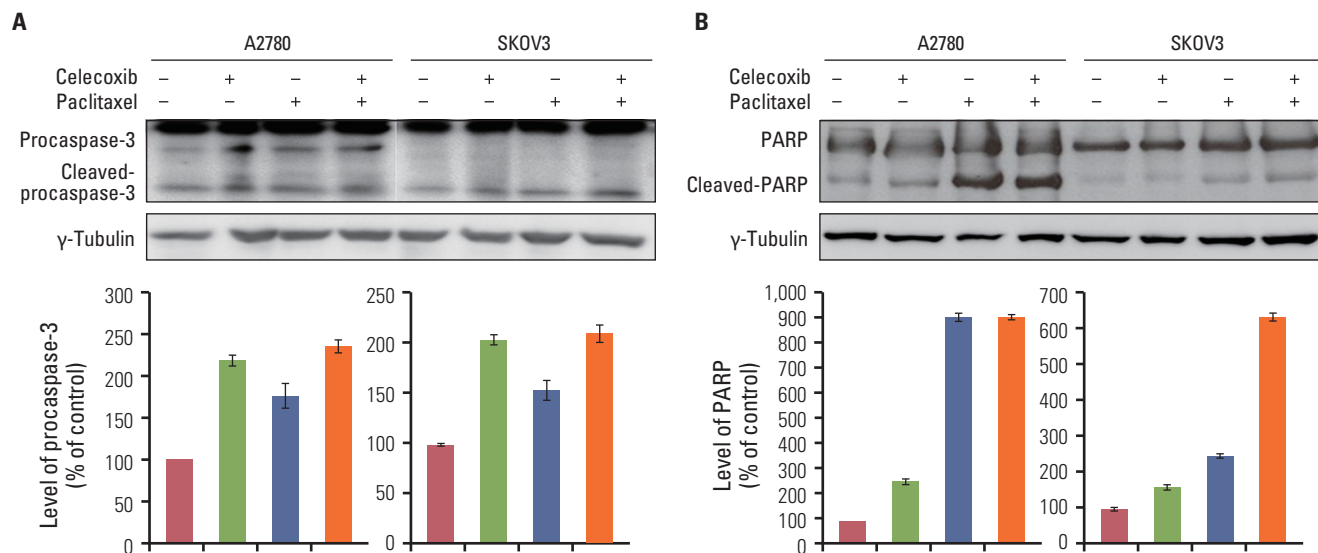 A
A2780 SKOV3
Celecoxib – + – + – + – +
Paclitaxel – – + + – – + +
Procaspase-3
Cleaved-
procaspase-3
γ-Tubulin
Level of procaspase-3
(% of control)
300
250
200
150
100
50
0
250
200
150
100
50
0
B
A2780 SKOV3
Celecoxib – + – + – + – +
Paclitaxel – – + + – – + +
PARP
Cleaved-PARP
γ-Tubulin
Level of PARP
(% of control)
1,000
900
800
700
600
500
400
300
200
100
0
700
600
500
400
300
200
100
0